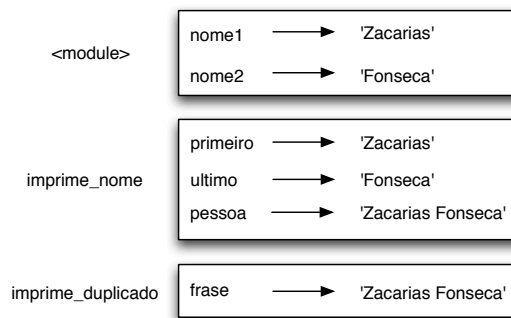 <module>
nome1 'Zacarias'
nome2 'Fonseca'
imprime_nome
primeiro 'Zacarias'
ultimo 'Fonseca'
pessoa 'Zacarias Fonseca'
imprime_duplicado
frase 'Zacarias Fonseca'